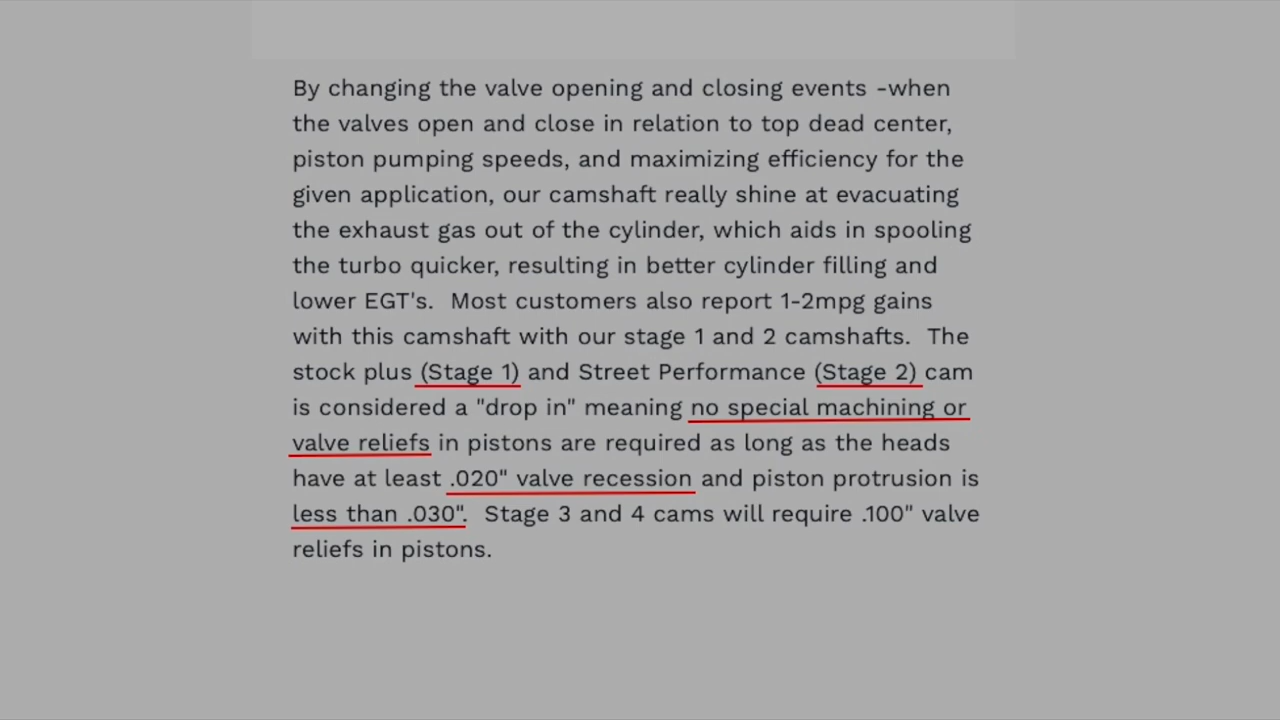 By changing the valve opening and closing events -when
the valves open and close in relation to top dead center,
piston pumping speeds, and maximizing efficiency for the
given application, our camshaft really shine at evacuating
the exhaust gas out of the cylinder, which aids in spooling
the turbo quicker, resulting in better cylinder filling and
lower EGT's.  Most customers also report 1-2mpg gains
with this camshaft with our stage 1 and 2 camshafts.  The
stock plus (Stage 1) and Street Performance (Stage 2) cam
is considered a "drop in" meaning no special machining or
valve reliefs in pistons are required as long as the heads
have at least .020" valve recession and piston protrusion is
less than .030".  Stage 3 and 4 cams will require .100" valve
reliefs in pistons.